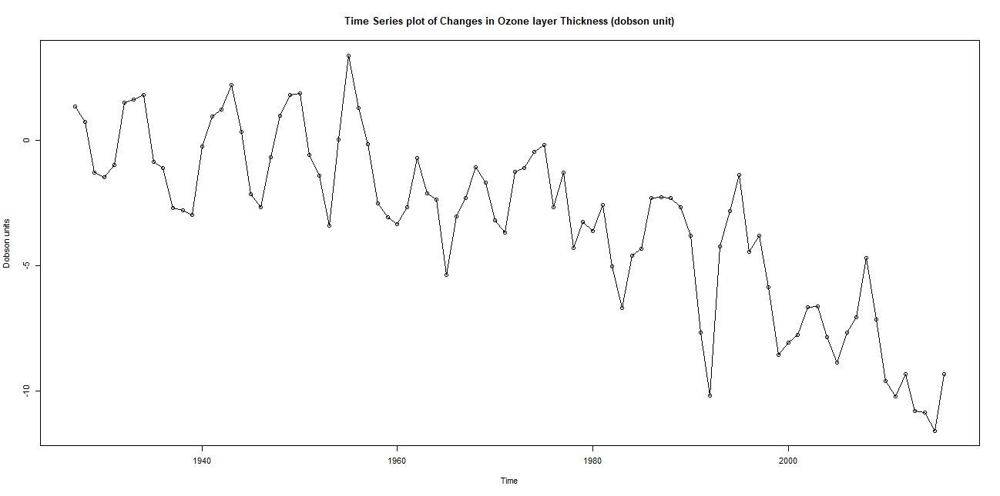 Time Series plot of Changes in Ozone layer Thickness (dobson unit)
Dobson units
0
-5
-10
1940
1960
1980
2000
Time